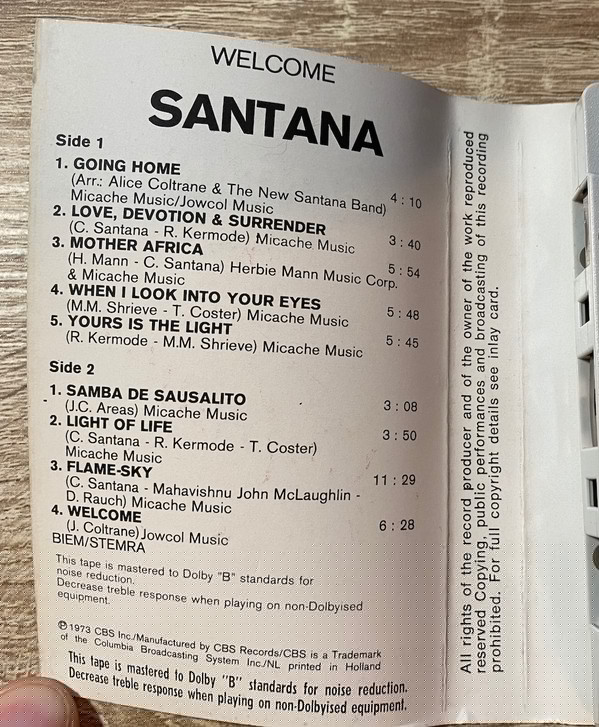 WELCOME
SANTANA
Side 1
1. GOING HOME
(Arr.: Alice Coltrane & The New Santana Band) 4 : 10
Micache Music/Jowcol Music
2. LOVE, DEVOTION & SURRENDER
(C. Santana - R. Kermode) Micache Music 3 : 40
3. MOTHER AFRICA
(H. Mann - C. Santana) Herbie Mann Music Corp. 5 : 54
& Micache Music
4. WHEN I LOOK INTO YOUR EYES
(M.M. Shrieve - T. Coster) Micache Music 5 : 48
5. YOURS IS THE LIGHT
(R. Kermode - M.M. Shrieve) Micache Music 5 : 45
Side 2
1. SAMBA DE SAUSALITO
(J.C. Areas) Micache Music 3 : 08
2. LIGHT OF LIFE
(C. Santana - R. Kermode - T. Coster) 3 : 50
Micache Music
3. FLAME-SKY
(C. Santana - Mahavishnu John McLaughlin - 11 : 29
D. Rauch) Micache Music
4. WELCOME
(J. Coltrane) Jowcol Music 6 : 28
BIEM/STEMRA
This tape is mastered to Dolby "B" standards for
noise reduction.
Decrease treble response when playing on non-Dolbyised
equipment.
℗ 1973 CBS Inc./Manufactured by CBS Records/CBS is a Trademark
of the Columbia Broadcasting System Inc./NL printed in Holland
This tape is mastered to Dolby "B" standards for noise reduction.
Decrease treble response when playing on non-Dolbyised equipment.
All rights of the record producer and of the owner of the work reproduced
reserved Copying, public performances and broadcasting of this recording
prohibited. For full copyright details see inlay card.